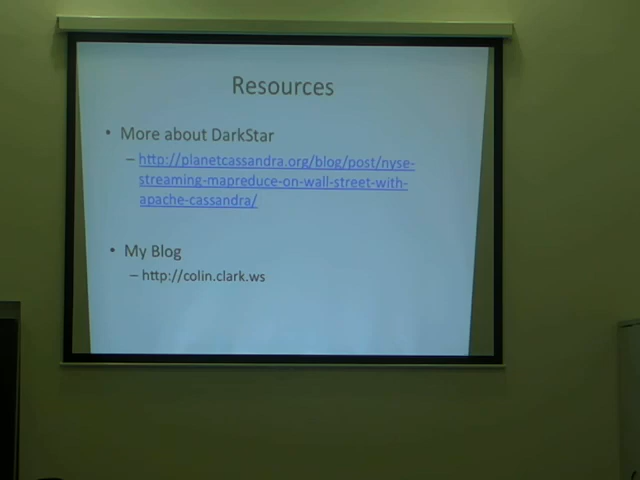 Resources
• More about DarkStar
– http://planetcassandra.org/blog/post/nyse-
streaming-mapreduce-on-wall-street-with-
apache-cassandra/
• My Blog
– http://colin.clark.ws